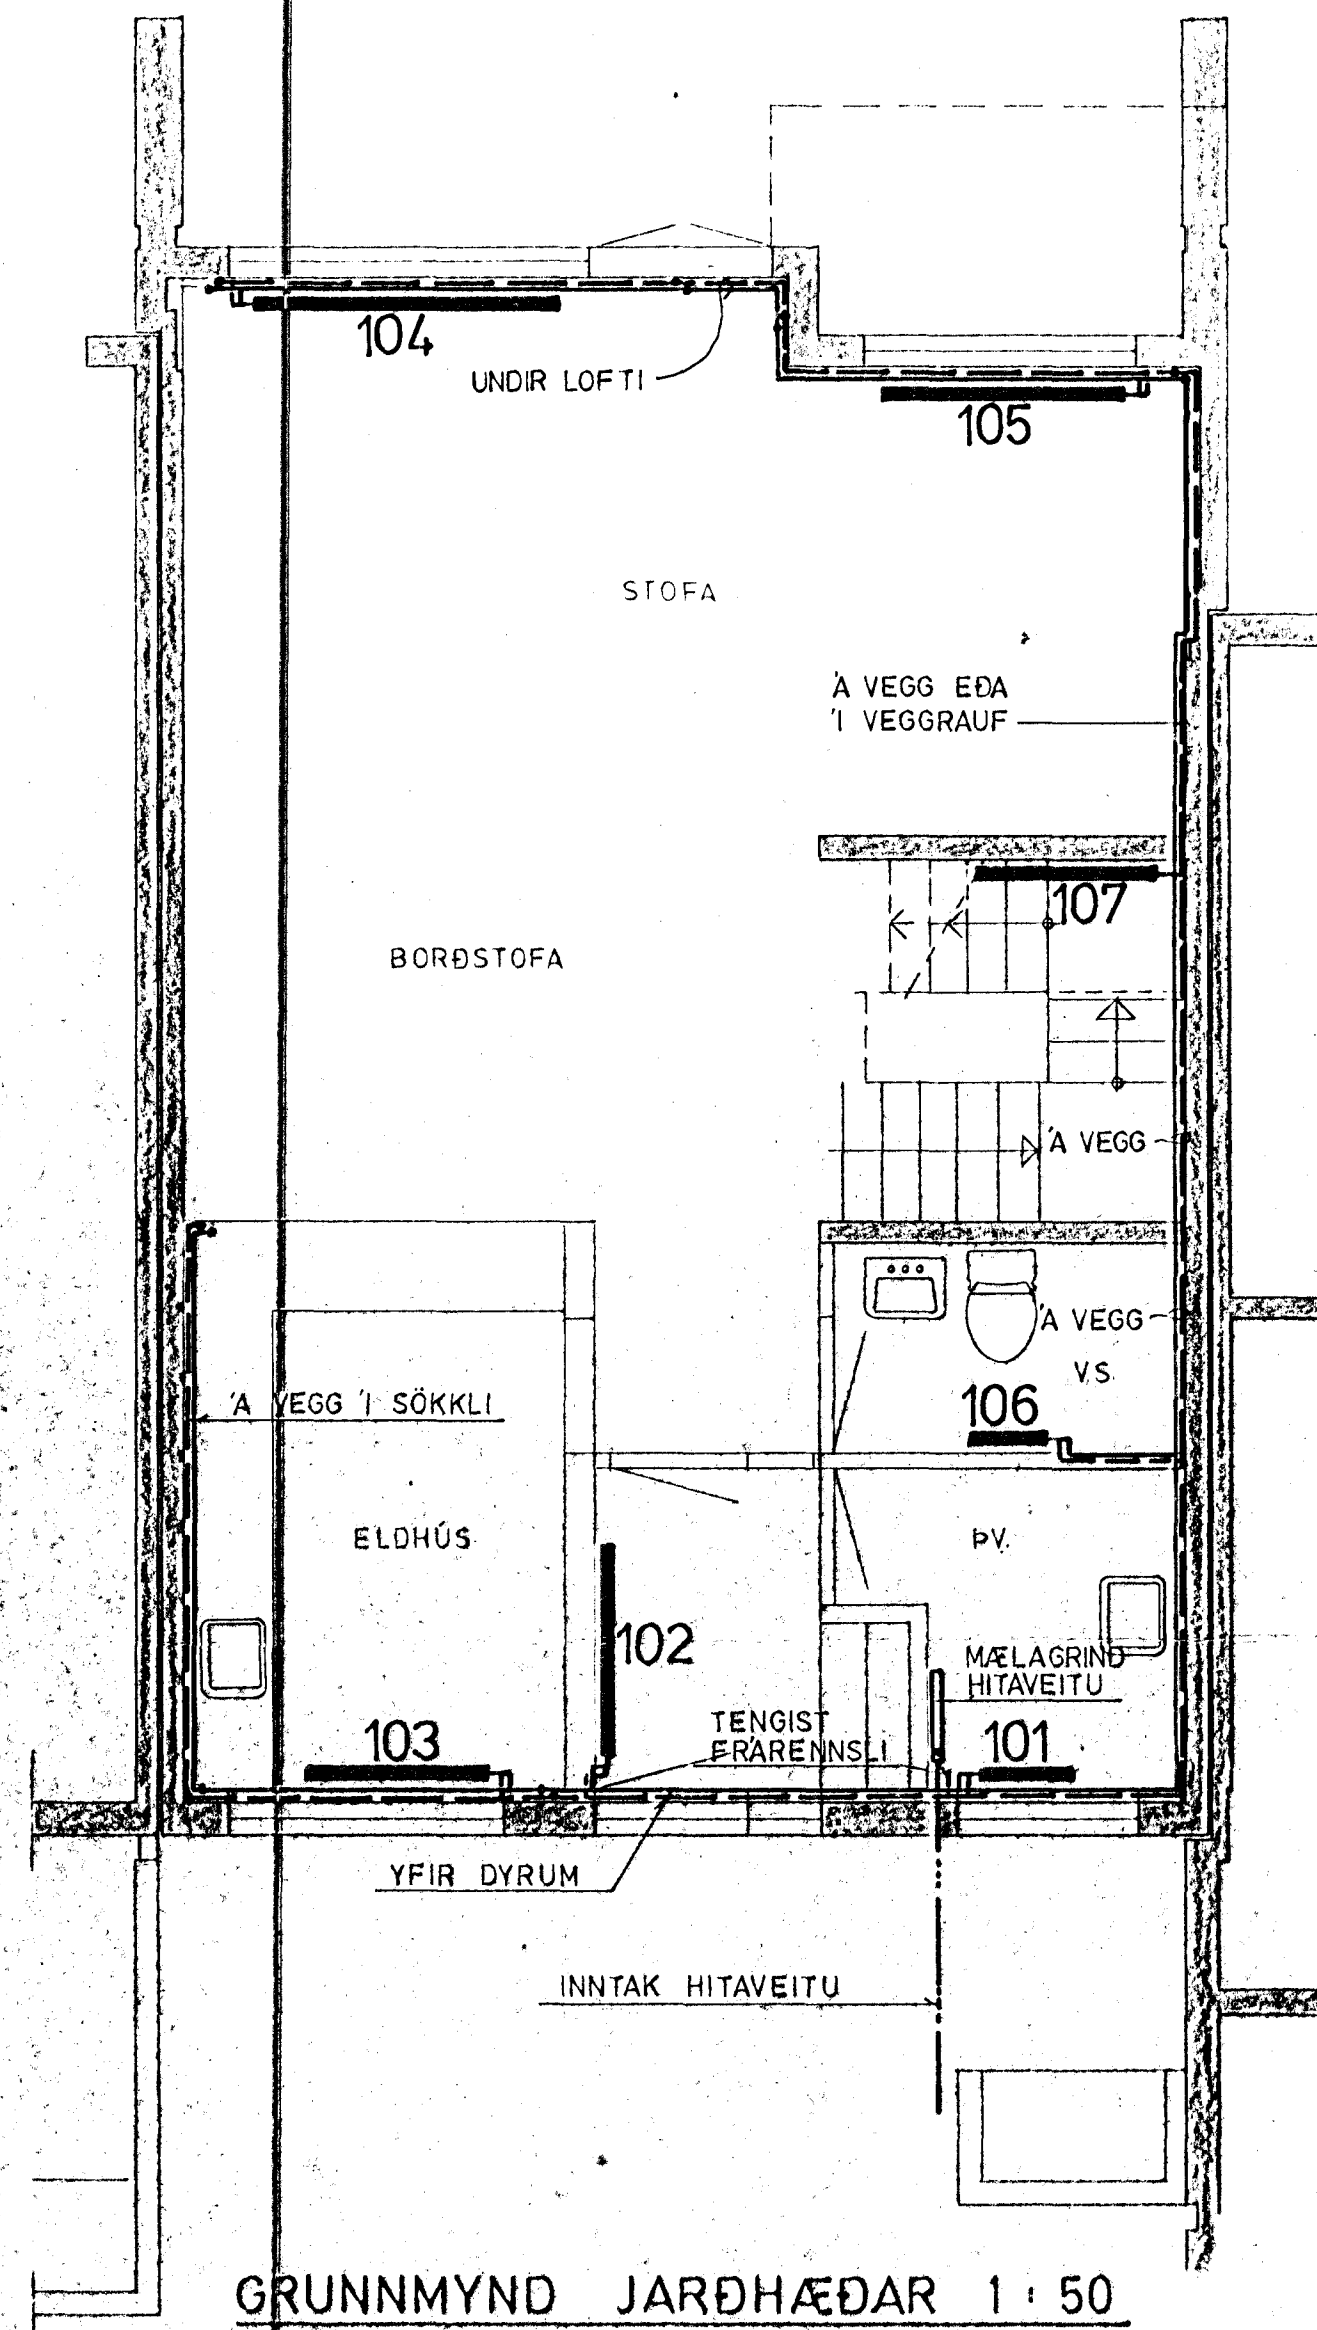 104
UNDIR LOFTI
105
STOFA
Á VEGG EÐA
Í VEGGRAUF
107
BORÐSTOFA
Á VEGG
Á VEGG
V.S.
106
Á VEGG Í SÖKKLI
ELDHÚS
ÞV.
102
MÆLAGRIND
HITAVEITU
TENGIST
FRÁRENNSLI
103
101
YFIR DYRUM
INNTAK HITAVEITU
GRUNNMYND JARÐHÆÐAR 1:50